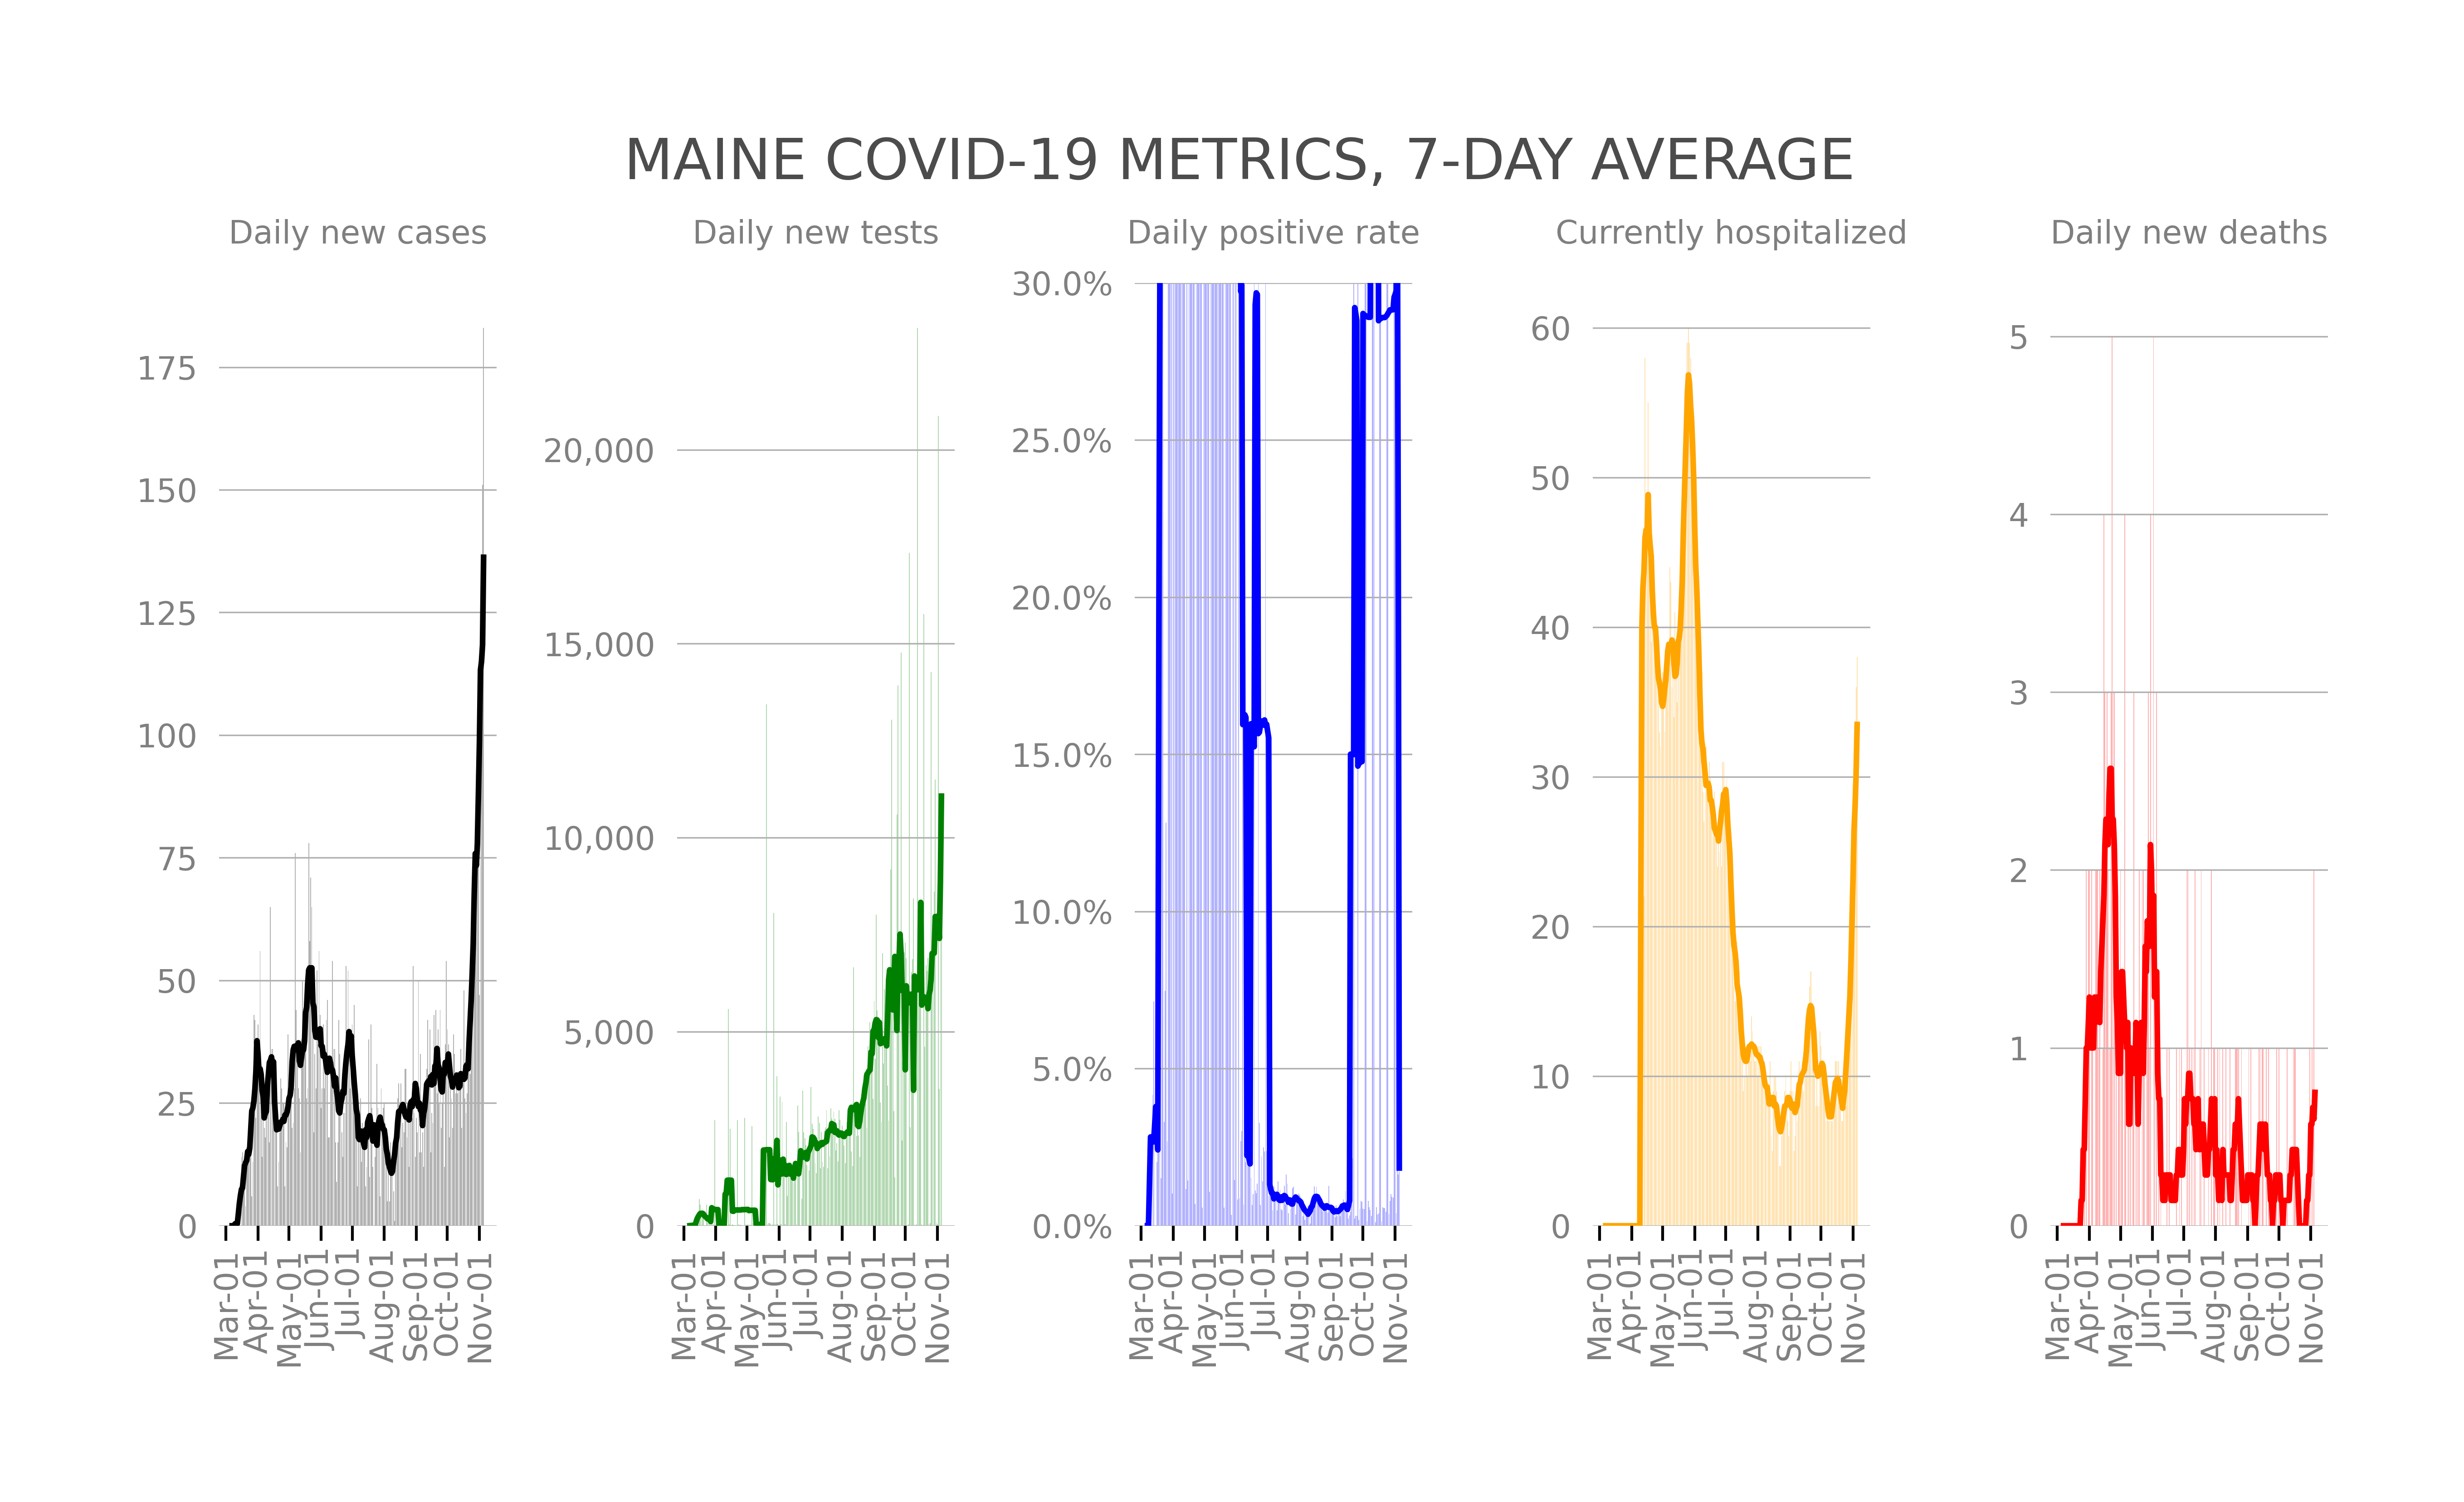 MAINE COVID-19 METRICS, 7-DAY AVERAGE
Daily new cases
175
150
125
100
75
50
25
0
Mar-01
Apr-01
May-01
Jun-01
Jul-01
Aug-01
Sep-01
Oct-01
Nov-01
Daily new tests
20,000
15,000
10,000
5,000
0
Mar-01
Apr-01
May-01
Jun-01
Jul-01
Aug-01
Sep-01
Oct-01
Nov-01
Daily positive rate
30.0%
25.0%
20.0%
15.0%
10.0%
5.0%
0.0%
Mar-01
Apr-01
May-01
Jun-01
Jul-01
Aug-01
Sep-01
Oct-01
Nov-01
Currently hospitalized
60
50
40
30
20
10
0
Mar-01
Apr-01
May-01
Jun-01
Jul-01
Aug-01
Sep-01
Oct-01
Nov-01
Daily new deaths
5
4
3
2
1
0
Mar-01
Apr-01
May-01
Jun-01
Jul-01
Aug-01
Sep-01
Oct-01
Nov-01